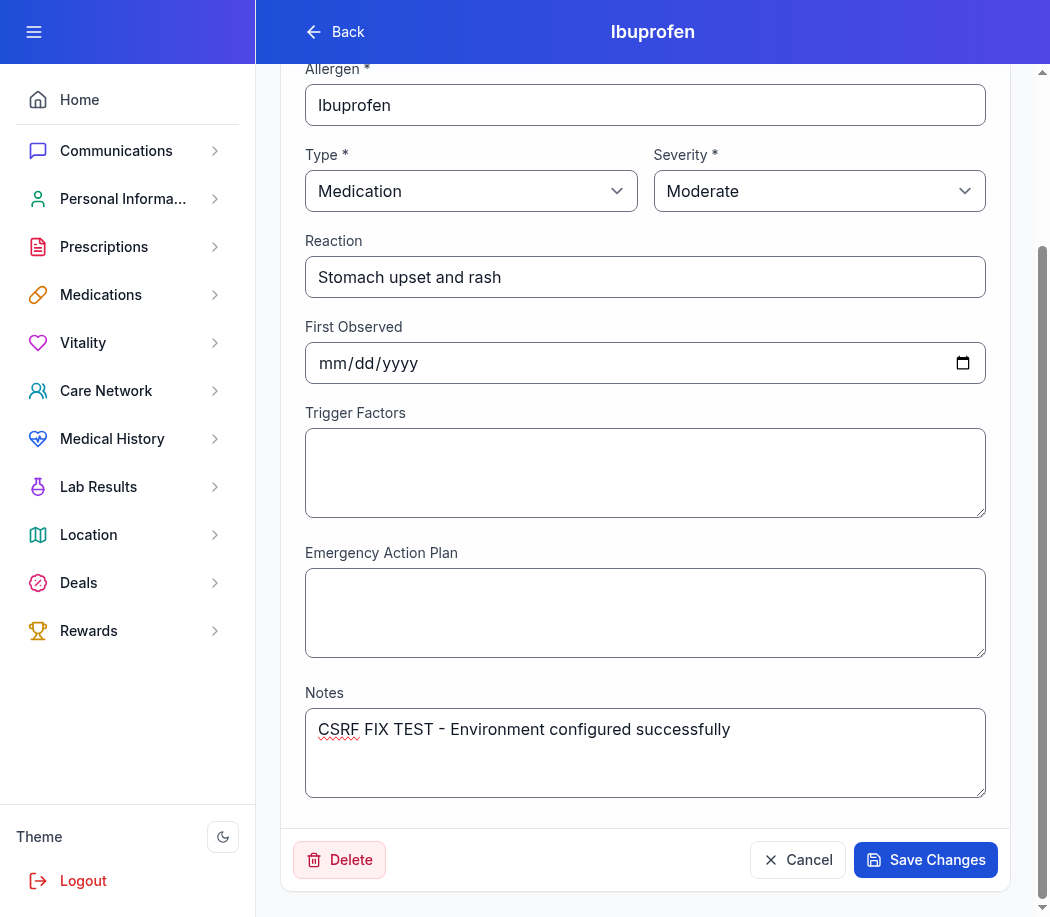 Back
Ibuprofen
Home
Communications
Personal Informa...
Prescriptions
Medications
Vitality
Care Network
Medical History
Lab Results
Location
Deals
Rewards
Theme
Logout
Allergen *
Ibuprofen
Type *
Severity *
Medication
Moderate
Reaction
Stomach upset and rash
First Observed
mm/dd/yyyy
Trigger Factors
Emergency Action Plan
Notes
CSRF FIX TEST - Environment configured successfully
Delete
Cancel
Save Changes